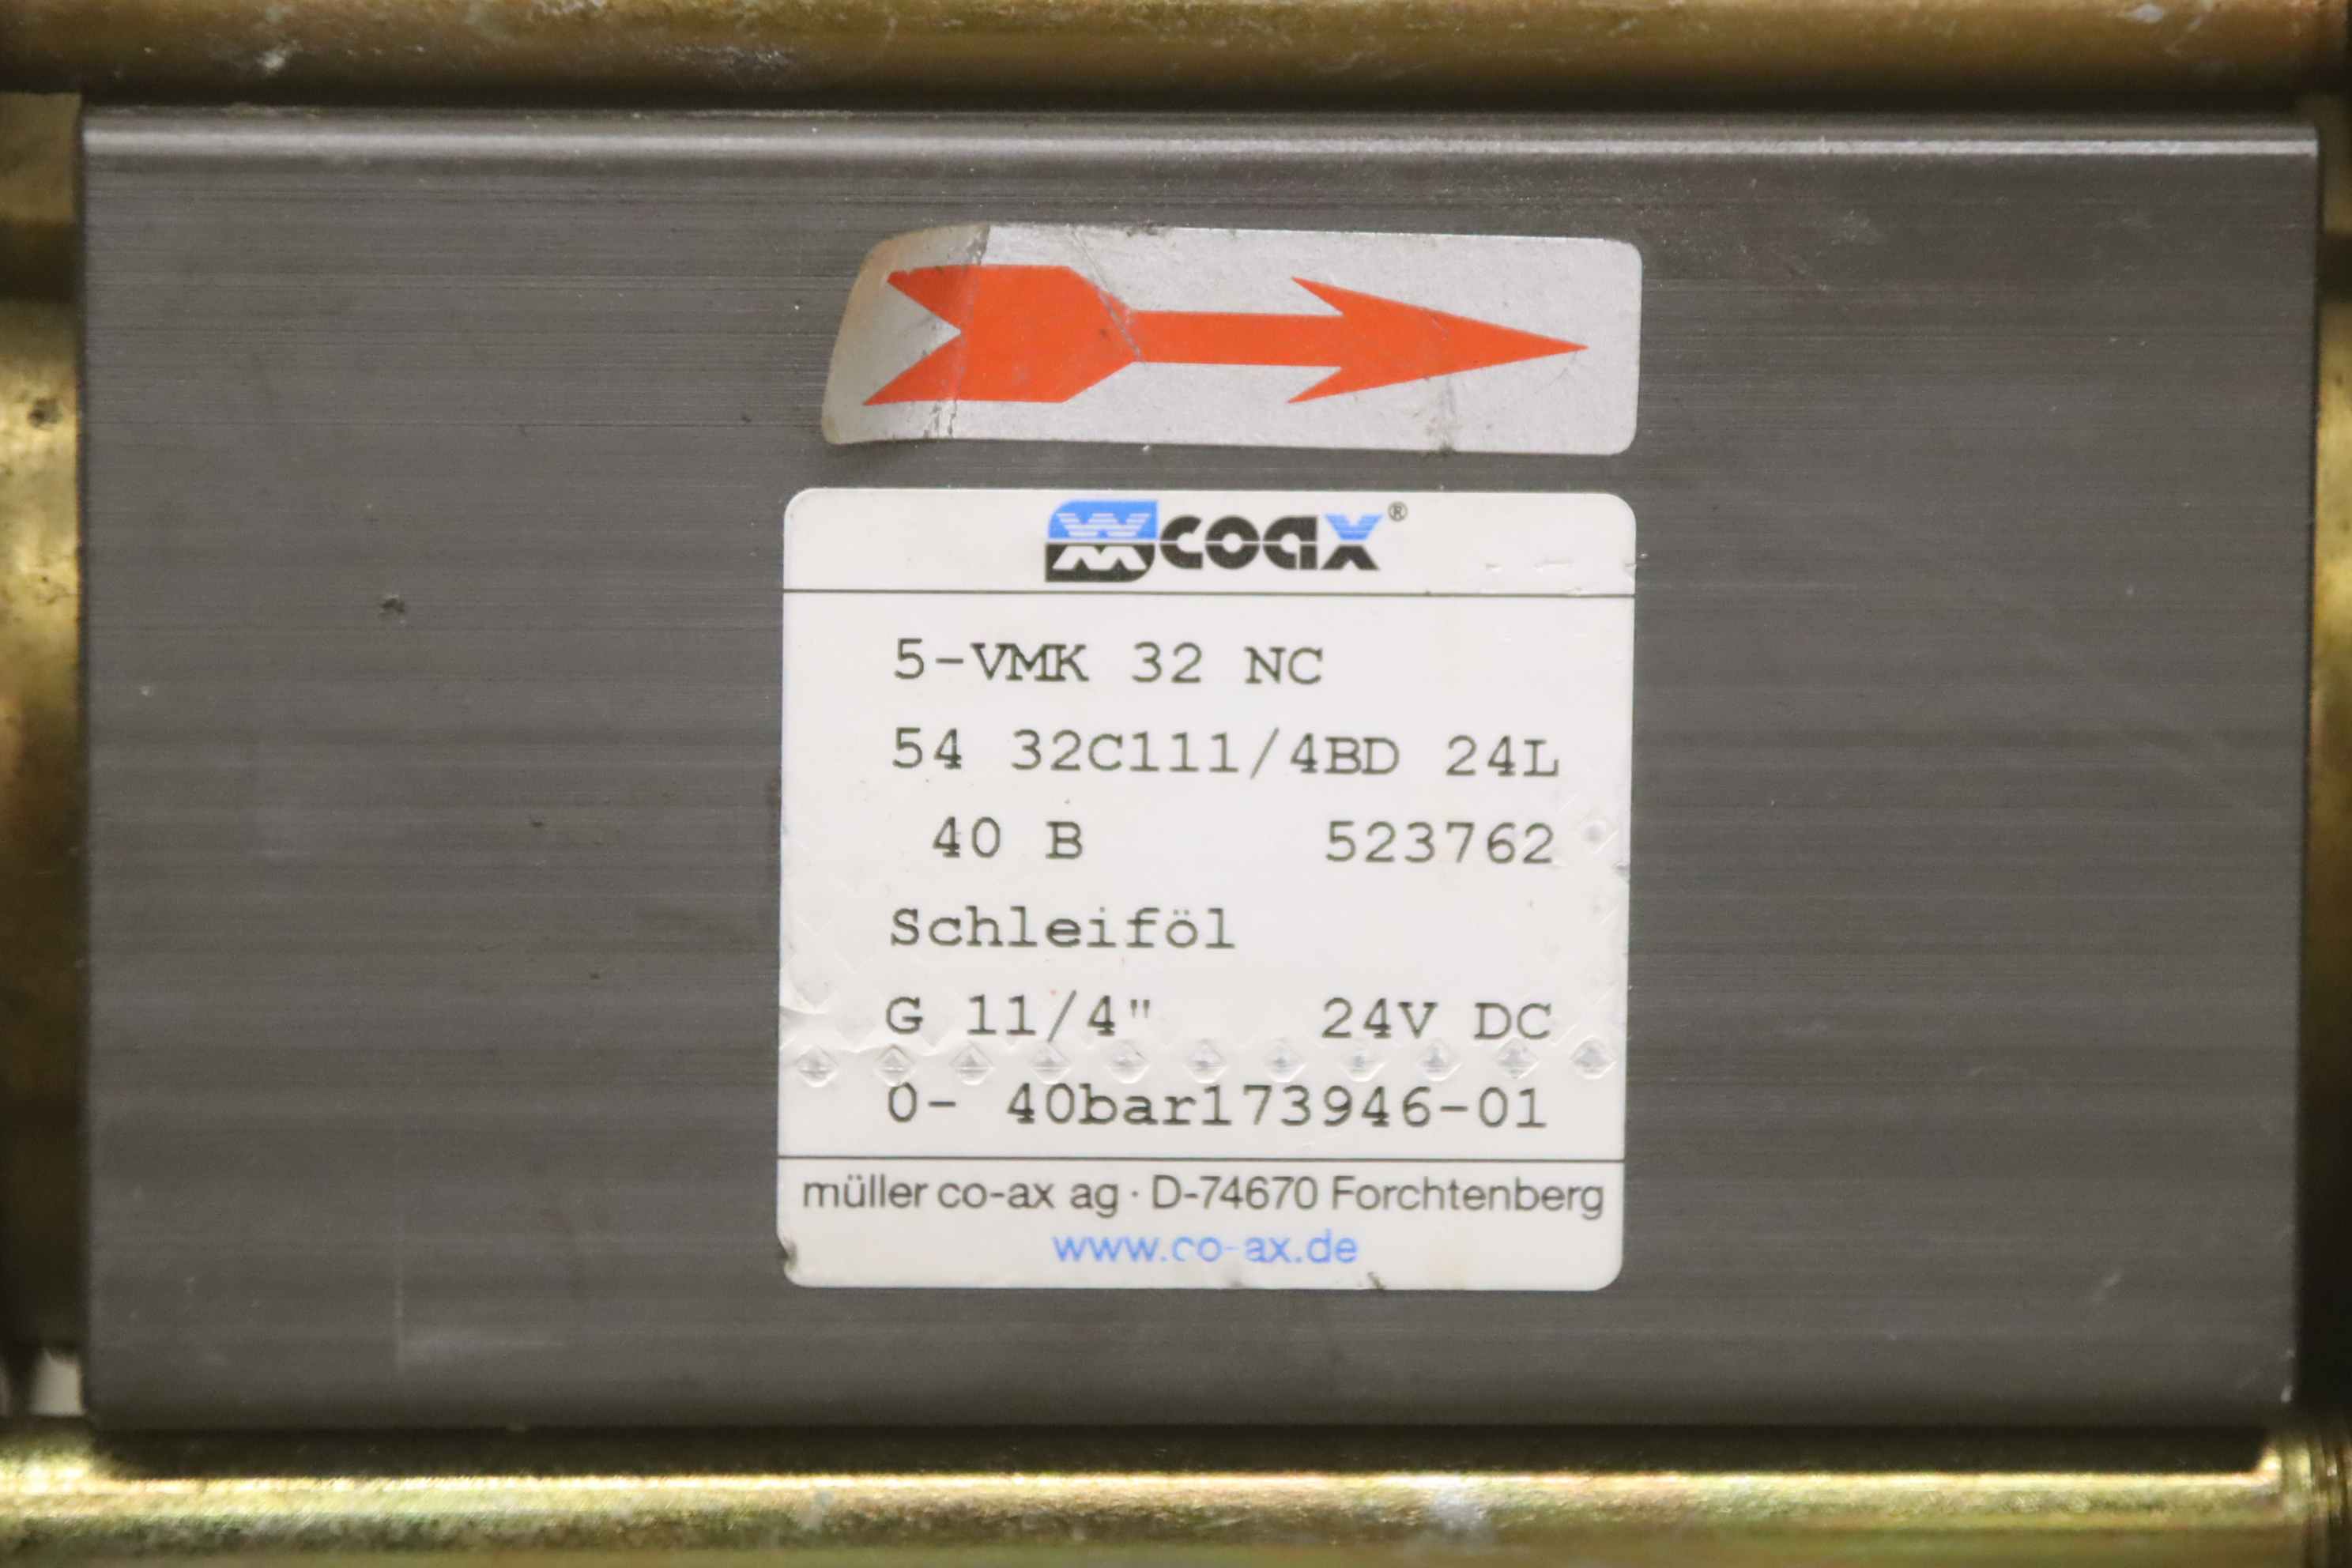 WM coax®
5-VMK 32 NC
54 32C111/4BD 24L
40 B 523762
Schleiföl
G 11/4" 24V DC
0- 40bar173946-01
müller co-ax ag · D-74670 Forchtenberg
www.co-ax.de